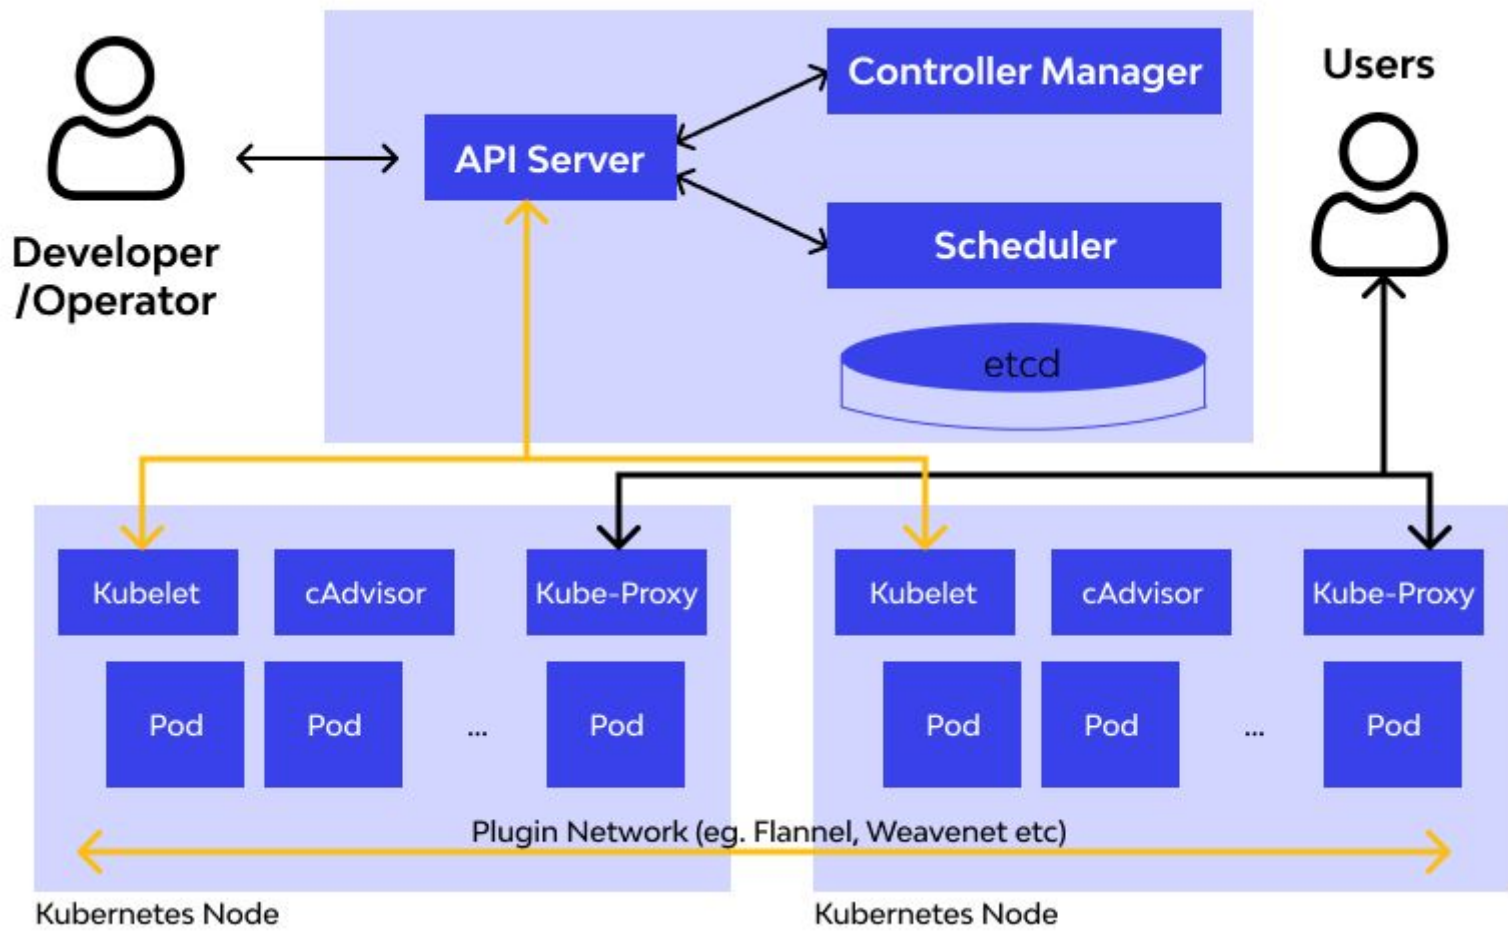 Controller Manager
Users
API Server
Developer
/Operator
Scheduler
etcd
Kubelet
cAdvisor
Kube-Proxy
Kubelet
cAdvisor
Kube-Proxy
Pod
Pod
...
Pod
Pod
Pod
...
Pod
Plugin Network (eg. Flannel, Weavenet etc)
Kubernetes Node
Kubernetes Node